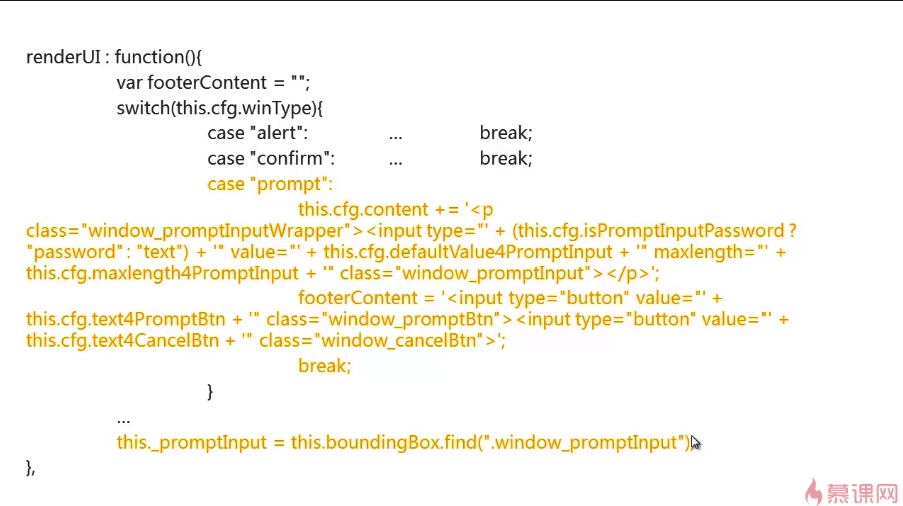 renderUI : function(){
var footerContent = "";
switch(this.cfg.winType){
case "alert": ... break;
case "confirm": ... break;
case "prompt":
this.cfg.content += '<p
class="window_promptInputWrapper"><input type="' + (this.cfg.isPromptInputPassword ?
"password" : "text") + '" value="' + this.cfg.defaultValue4PromptInput + '" maxlength="' +
this.cfg.maxlength4PromptInput + '" class="window_promptInput"></p>';
footerContent = '<input type="button" value="' +
this.cfg.text4PromptBtn + '" class="window_promptBtn"><input type="button" value="' +
this.cfg.text4CancelBtn + '" class="window_cancelBtn">';
break;
}
...
this._promptInput = this.boundingBox.find(".window_promptInput");
},
慕课网